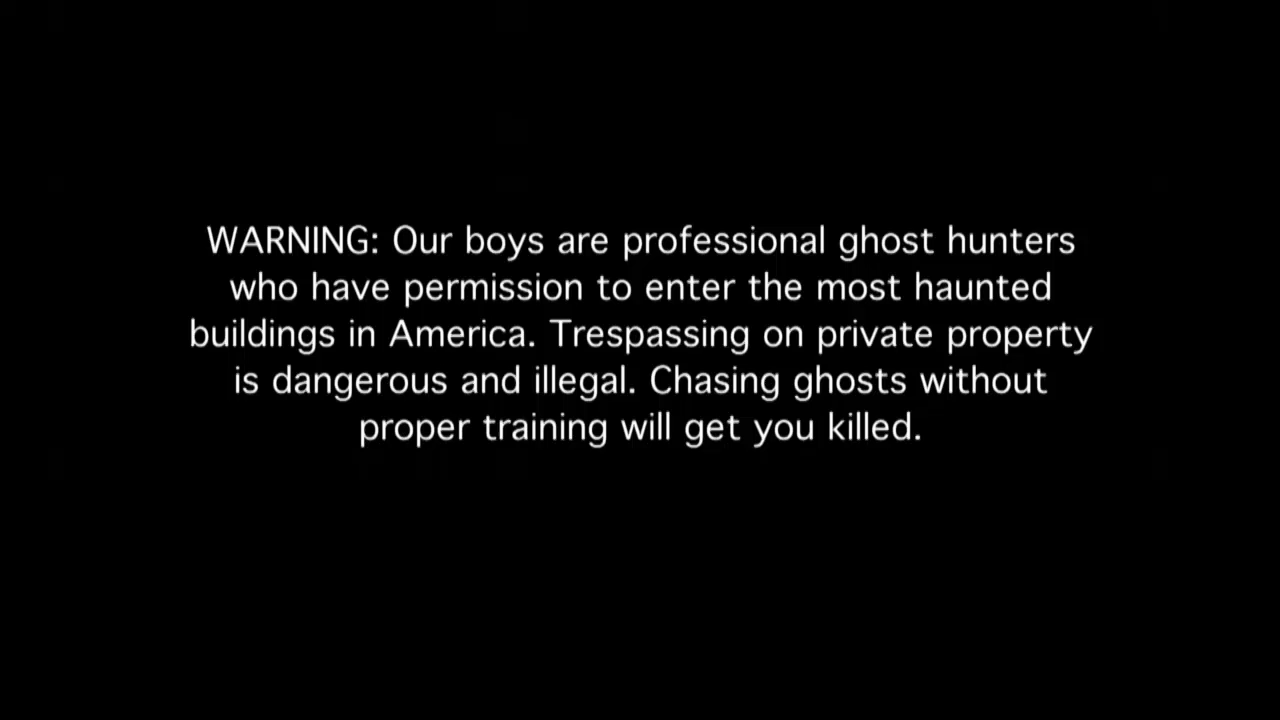 WARNING: Our boys are professional ghost hunters
who have permission to enter the most haunted
buildings in America. Trespassing on private property
is dangerous and illegal. Chasing ghosts without
proper training will get you killed.